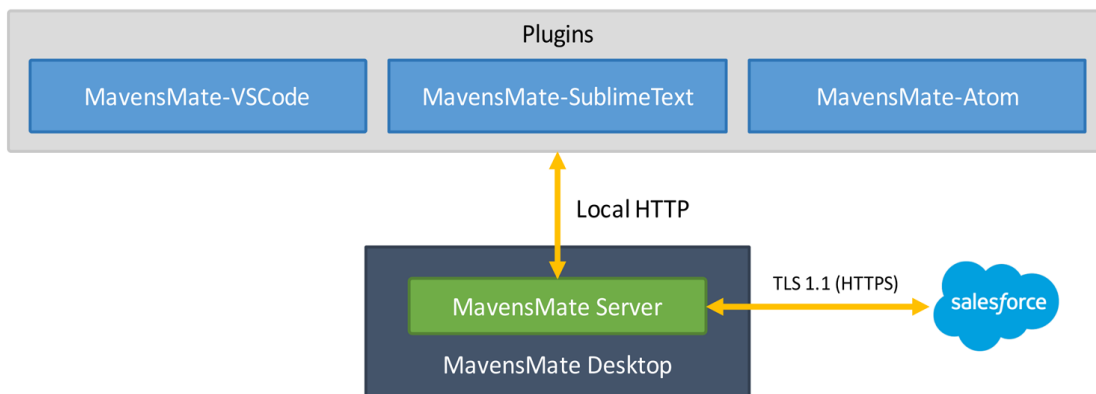 Plugins
MavensMate-VSCode
MavensMate-SublimeText
MavensMate-Atom
Local HTTP
MavensMate Server
TLS 1.1 (HTTPS)
salesforce
MavensMate Desktop